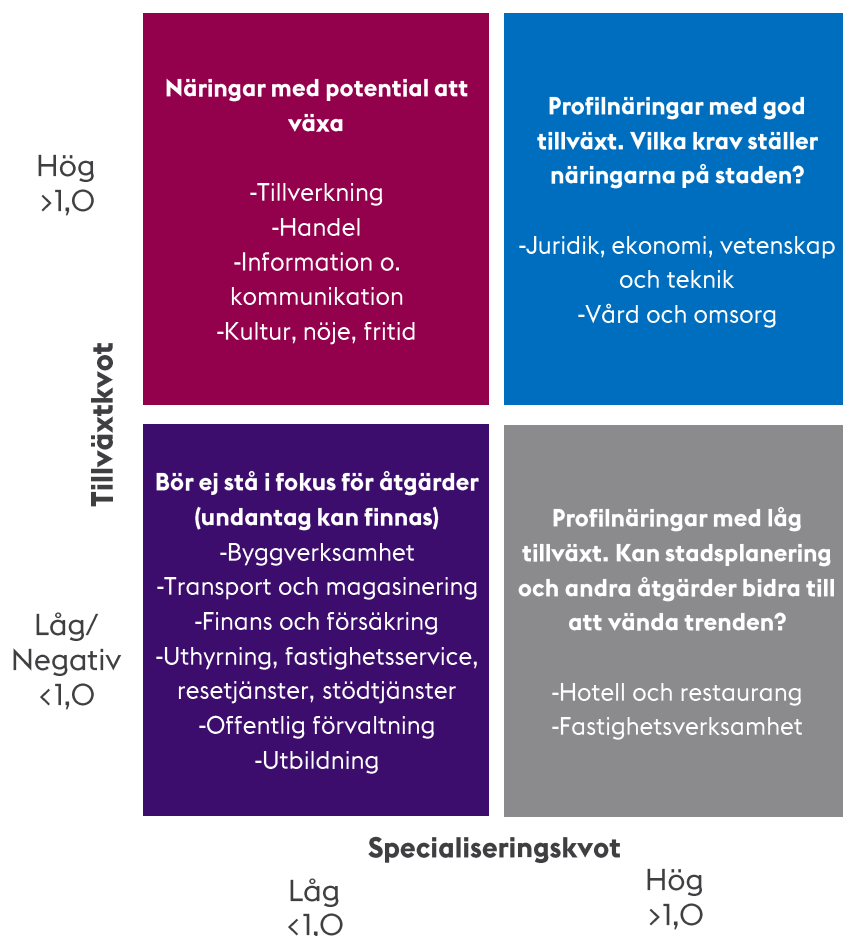 Näringar med potential att
växa
-Tillverkning
-Handel
-Information o.
kommunikation
-Kultur, nöje, fritid
Profilnäringar med god
tillväxt. Vilka krav ställer
näringarna på staden?
-Juridik, ekonomi, vetenskap
och teknik
-Vård och omsorg
Hög
>1,0
Tillväxtkvot
Låg/
Negativ
<1,0
Bör ej stå i fokus för åtgärder
(undantag kan finnas)
-Byggverksamhet
-Transport och magasinering
-Finans och försäkring
-Uthyrning, fastighetsservice,
resetjänster, stödtjänster
-Offentlig förvaltning
-Utbildning
Profilnäringar med låg
tillväxt. Kan stadsplanering
och andra åtgärder bidra till
att vända trenden?
-Hotell och restaurang
-Fastighetsverksamhet
Specialiseringskvot
Låg
<1,0
Hög
>1,0